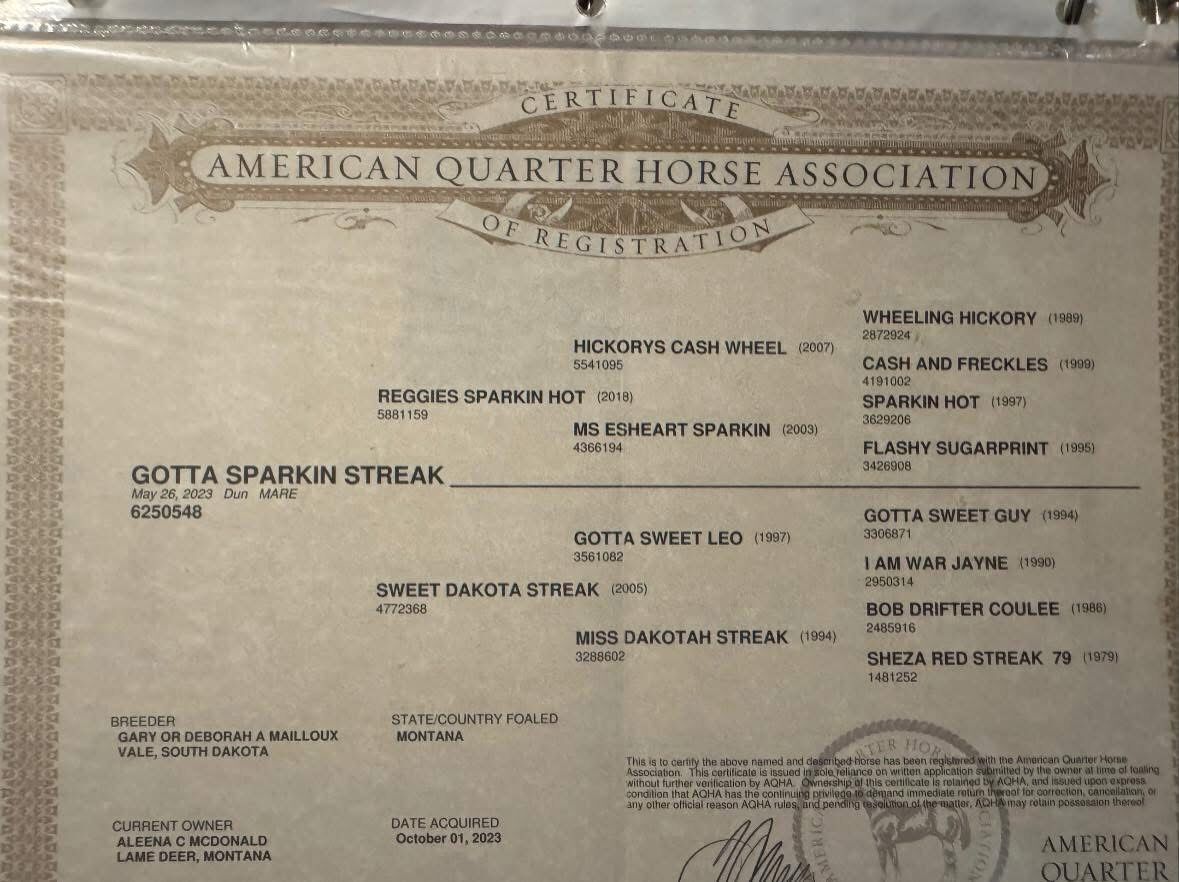 CERTIFICATE
AMERICAN QUARTER HORSE ASSOCIATION
OF REGISTRATION
WHEELING HICKORY (1989)
2872924
HICKORYS CASH WHEEL (2007)
5541095
CASH AND FRECKLES (1999)
4191002
REGGIES SPARKIN HOT (2018)
5881159
SPARKIN HOT (1997)
3629206
MS ESHEART SPARKIN (2003)
4366194
FLASHY SUGARPRINT (1995)
3426908
GOTTA SPARKIN STREAK
May 26, 2023 Dun MARE
6250548
GOTTA SWEET GUY (1994)
3306871
GOTTA SWEET LEO (1997)
3561082
I AM WAR JAYNE (1990)
2950314
SWEET DAKOTA STREAK (2005)
4772368
BOB DRIFTER COULEE (1986)
2485916
MISS DAKOTAH STREAK (1994)
3288602
SHEZA RED STREAK 79 (1979)
1481252
BREEDER
GARY OR DEBORAH A MAILLOUX
VALE, SOUTH DAKOTA
STATE/COUNTRY FOALED
MONTANA
This is to certify the above named and described horse has been registered with the American Quarter Horse
Association. This certificate is issued in sole reliance on written application submitted by the owner at time of foaling
without further verification by AQHA. Ownership of this certificate is retained by AQHA, and issued upon express
condition that AQHA has the continuing privilege to demand immediate return thereof for correction, cancellation, or
any other official reason AQHA rules, and pending resolution of the matter, AQHA may retain possession thereof
CURRENT OWNER
ALEENA C MCDONALD
LAME DEER, MONTANA
DATE ACQUIRED
October 01, 2023
AMERICAN
QUARTER